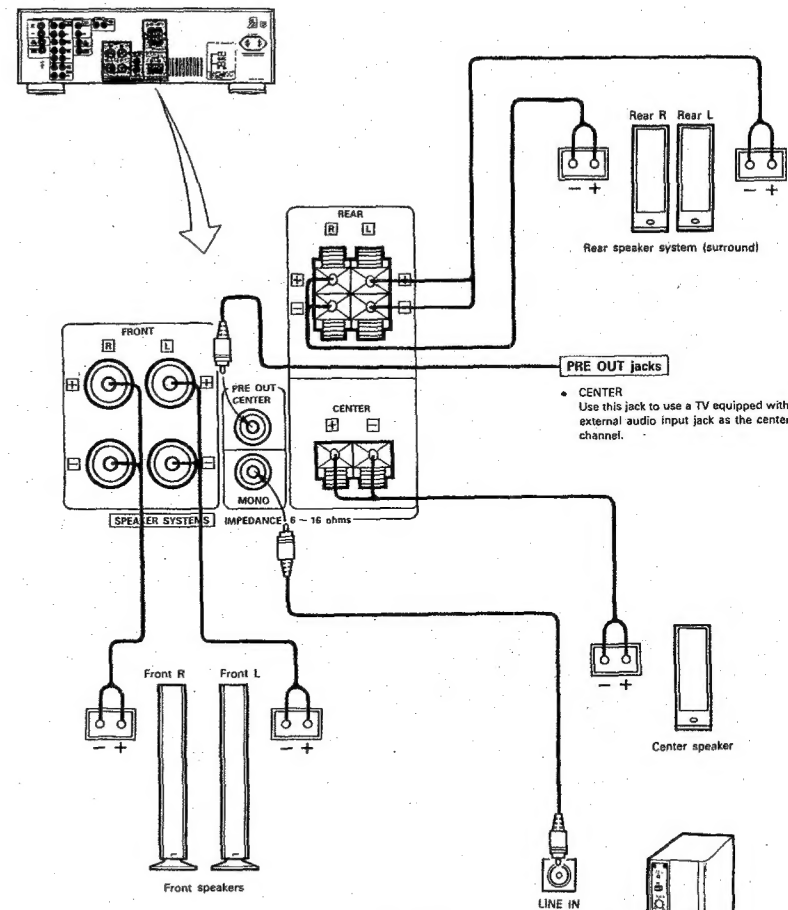 Rear R Rear L
- +
- +
Rear speaker system (surround)
REAR
R L
+ +
- -
FRONT
R L
+ +
- -
PRE OUT
CENTER
MONO
CENTER
+ -
SPEAKER SYSTEMS IMPEDANCE 6 ~ 16 ohms
PRE OUT jacks
• CENTER
Use this jack to use a TV equipped with
external audio input jack as the center
channel.
Front R Front L
- +
- +
Front speakers
- +
Center speaker
LINE IN